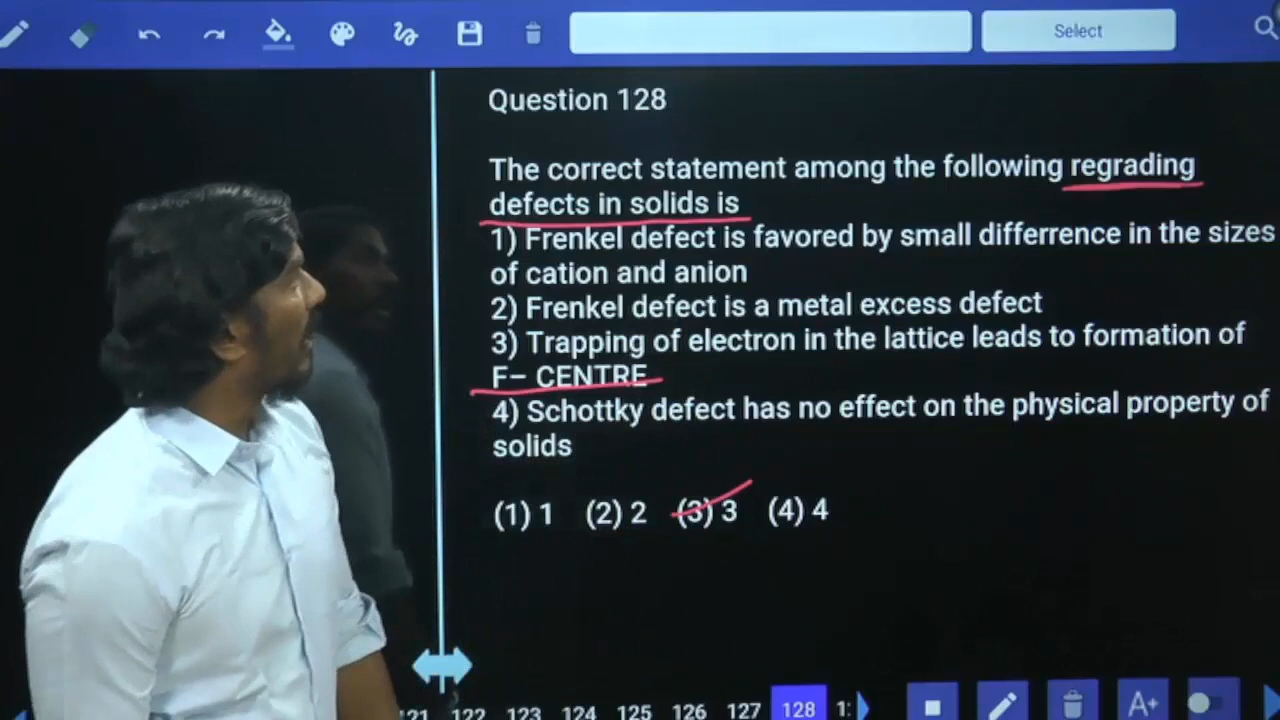 Select
Question 128
The correct statement among the following regrading
defects in solids is
1) Frenkel defect is favored by small differrence in the sizes
of cation and anion
2) Frenkel defect is a metal excess defect
3) Trapping of electron in the lattice leads to formation of
F– CENTRE
4) Schottky defect has no effect on the physical property of
solids
(1) 1 (2) 2 (3) 3 (4) 4
121 122 123 124 125 126 127 128 A+